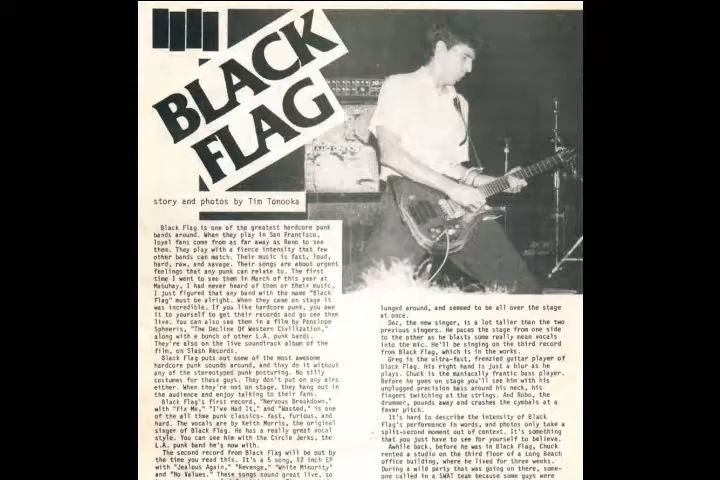 BLACK
FLAG
story and photos by Tim Tonooka
Black Flag is one of the greatest hardcore punk
bands around. When they play in San Francisco,
loyal fans come from as far away as Reno to see
them. They play with a fierce intensity that few
other bands can match. Their music is fast, loud,
hard, raw, and savage. Their songs are about urgent
feelings that any punk can relate to. The first
time I went to see them in March of this year at
Mabuhay, I had never heard of them or their music,
I just figured that any band with the name "Black
Flag" must be alright. When they came on stage it
was incredible. If you like hardcore punk, you owe
it to yourself to get their records and go see them
live. You can also see them in a film by Penelope
Spheeris, "The Decline Of Western Civilization,"
along with a bunch of other L.A. punk bands.
They're also on the live soundtrack album of the
film, on Slash Records.
Black Flag puts out some of the most awesome
hardcore punk sounds around, and they do it without
any of the stereotyped punk posturing. No silly
costumes for these guys. They don't put on any airs
either. When they're not on stage, they hang out in
the audience and enjoy talking to their fans.
Black Flag's first record, "Nervous Breakdown,"
with "Fix Me," "I've Had It," and "Wasted," is one
of the all time punk classics- fast, furious, and
hard. The vocals are by Keith Morris, the original
singer of Black Flag. He has a really great vocal
style. You can see him with the Circle Jerks, the
L.A. punk band he's now with.
The second record from Black Flag will be out by
the time you read this. It's a 5 song, 12 inch EP
with "Jealous Again," "Revenge," "White Minority"
and "No Values." These songs sound great live, so
lunged around, and seemed to be all over the stage
at once.
Dez, the new singer, is a lot taller than the two
previous singers. He paces the stage from one side
to the other as he blasts some really mean vocals
into the mic. He'll be singing on the third record
from Black Flag, which is in the works.
Greg is the ultra-fast, frenzied guitar player of
Black Flag. His right hand is just a blur as he
plays. Chuck is the maniacally frantic bass player.
Before he goes on stage you'll see him with his
unplugged precision bass around his neck, his
fingers twitching at the strings. And Robo, the
drummer, pounds away and crashes the cymbals at a
fever pitch.
It's hard to describe the intensity of Black
Flag's performance in words, and photos only take a
split-second moment out of context. It's something
that you just have to see for yourself to believe.
Awhile back, before he was in Black Flag, Chuck
rented a studio on the third floor of a Long Beach
office building, where he lived for three weeks.
During a wild party that was going on there, some-
one called in a SWAT team because some guys were